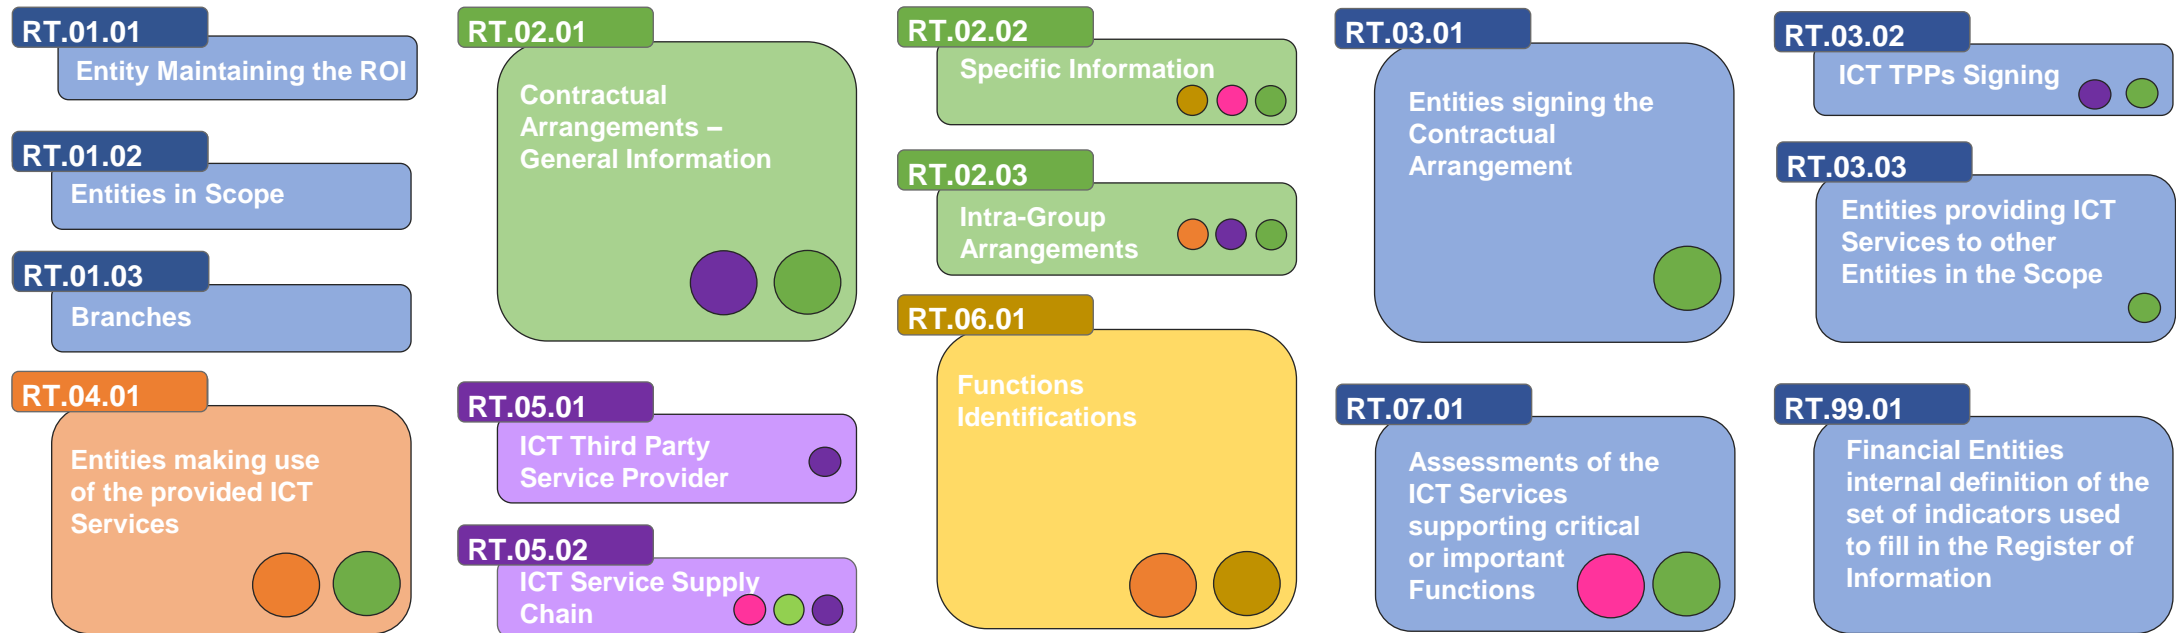 RT.01.01
Entity Maintaining the ROI
RT.01.02
Entities in Scope
RT.01.03
Branches
RT.04.01
Entities making use
of the provided ICT
Services
RT.02.01
Contractual
Arrangements –
General Information
RT.05.01
ICT Third Party
Service Provider
RT.05.02
ICT Service Supply
Chain
RT.02.02
Specific Information
RT.02.03
Intra-Group
Arrangements
RT.06.01
Functions
Identifications
RT.03.01
Entities signing the
Contractual
Arrangement
RT.07.01
Assessments of the
ICT Services
supporting critical
or important
Functions
RT.03.02
ICT TPPs Signing
RT.03.03
Entities providing ICT
Services to other
Entities in the Scope
RT.99.01
Financial Entities
internal definition of the
set of indicators used
to fill in the Register of
Information